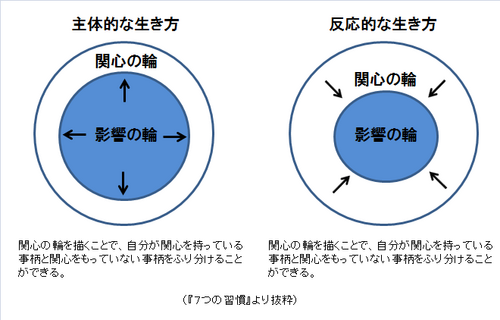 主体的な生き方
関心の輪
影響の輪
関心の輪を描くことで、自分が関心を持っている
事柄と関心をもっていない事柄をふり分けること
ができる。
反応的な生き方
関心の輪
影響の輪
関心の輪を描くことで、自分が関心を持っている
事柄と関心をもっていない事柄をふり分けること
ができる。
(『7つの習慣』より抜粋)